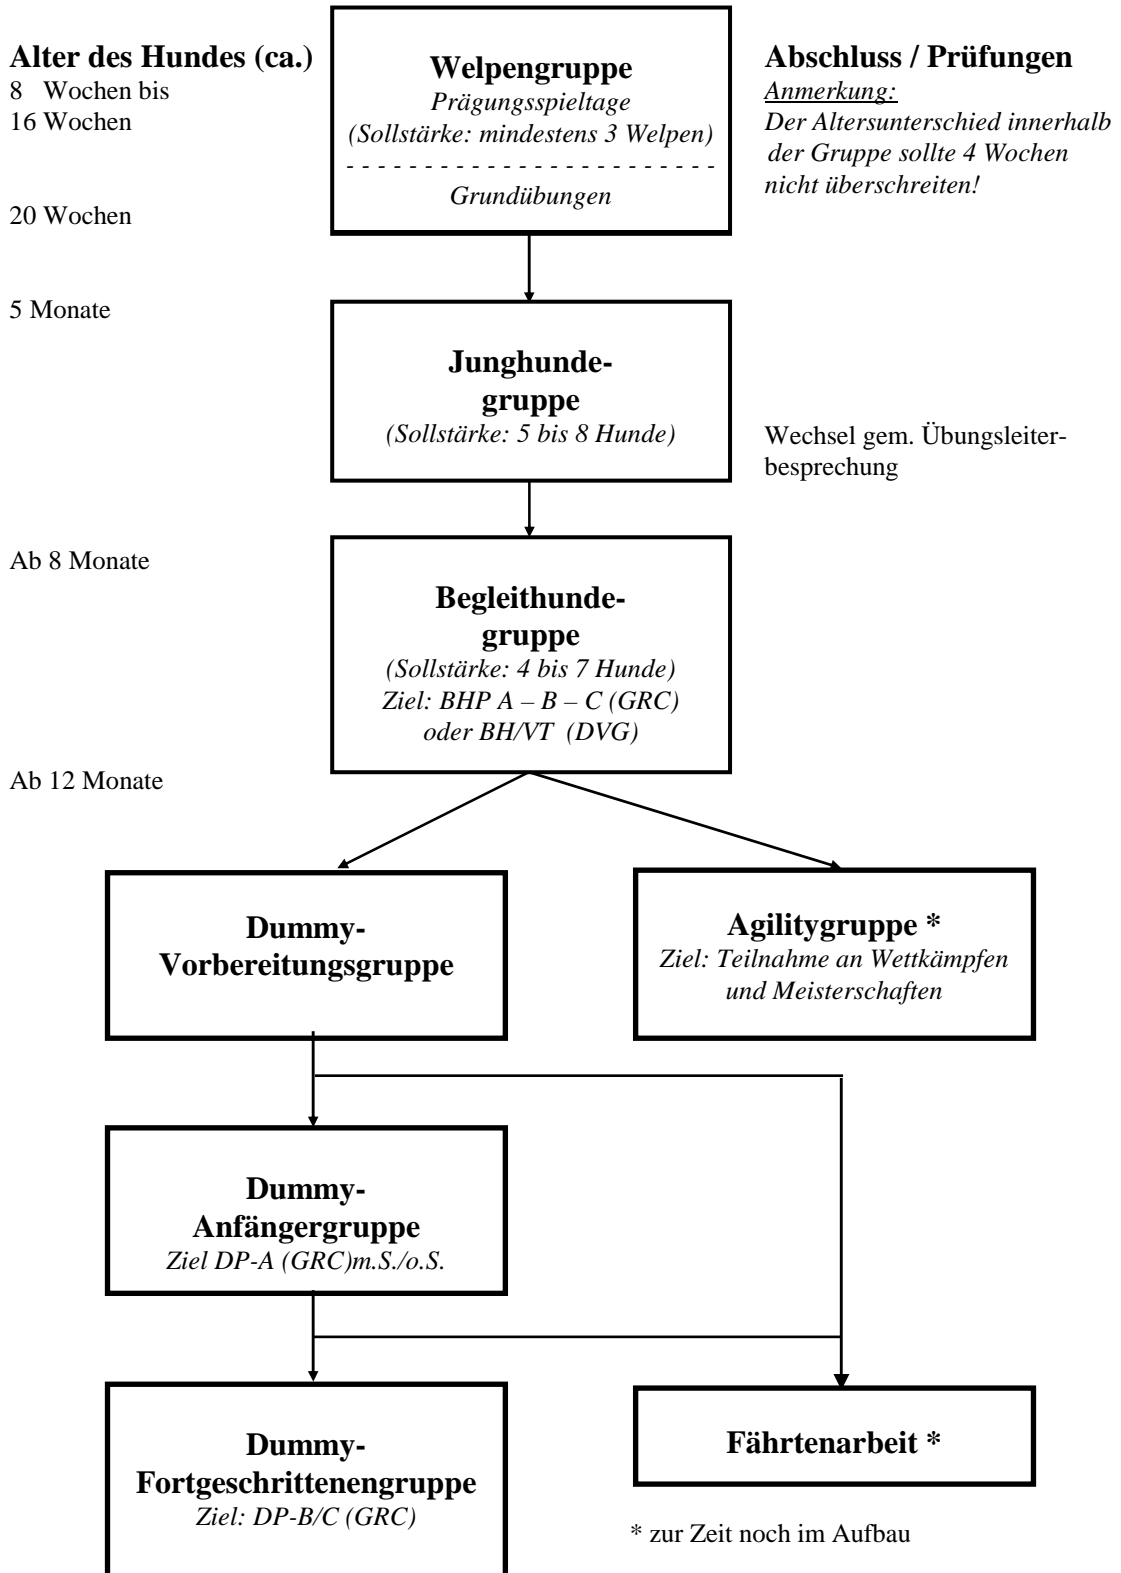 Alter des Hundes (ca.)
8 Wochen bis
16 Wochen
20 Wochen
Welpengruppe
Prägungsspieltage
(Sollstärke: mindestens 3 Welpen)
- - - - - - - - - - - - - - - - - - - - - - - - -
Grundübungen
Abschluss / Prüfungen
Anmerkung:
Der Altersunterschied innerhalb
der Gruppe sollte 4 Wochen
nicht überschreiten!
5 Monate
Junghunde-
gruppe
(Sollstärke: 5 bis 8 Hunde)
Wechsel gem. Übungsleiter-
besprechung
Ab 8 Monate
Begleithunde-
gruppe
(Sollstärke: 4 bis 7 Hunde)
Ziel: BHP A – B – C (GRC)
oder BH/VT (DVG)
Ab 12 Monate
Dummy-
Vorbereitungsgruppe
Agilitygruppe *
Ziel: Teilnahme an Wettkämpfen
und Meisterschaften
Dummy-
Anfängergruppe
Ziel DP-A (GRC)m.S./o.S.
Dummy-
Fortgeschrittenengruppe
Ziel: DP-B/C (GRC)
Fährtenarbeit *
* zur Zeit noch im Aufbau